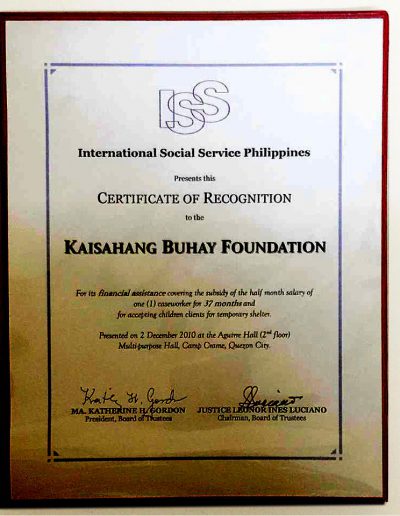 ISS
International Social Service Philippines
Presents this
CERTIFICATE OF RECOGNITION
to the
KAISAHANG BUHAY FOUNDATION
For its financial assistance covering the subsidy of the half month salary of
one (1) caseworker for 37 months and
for accepting children clients for temporary shelter.
Presented on 2 December 2010 at the Aguirre Hall (2nd floor)
Multi-purpose Hall, Camp Crame, Quezon City.
MA. KATHERINE H. GORDON JUSTICE LEONOR INES LUCIANO
President, Board of Trustees Chairman, Board of Trustees